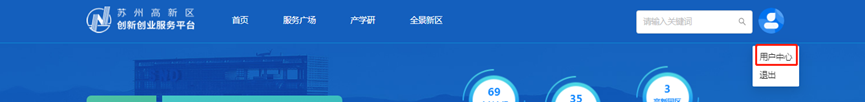 苏州高新区
创新创业服务平台
首页
服务广场
产学研
全景新区
请输入关键词
用户中心
退出
69
35
3